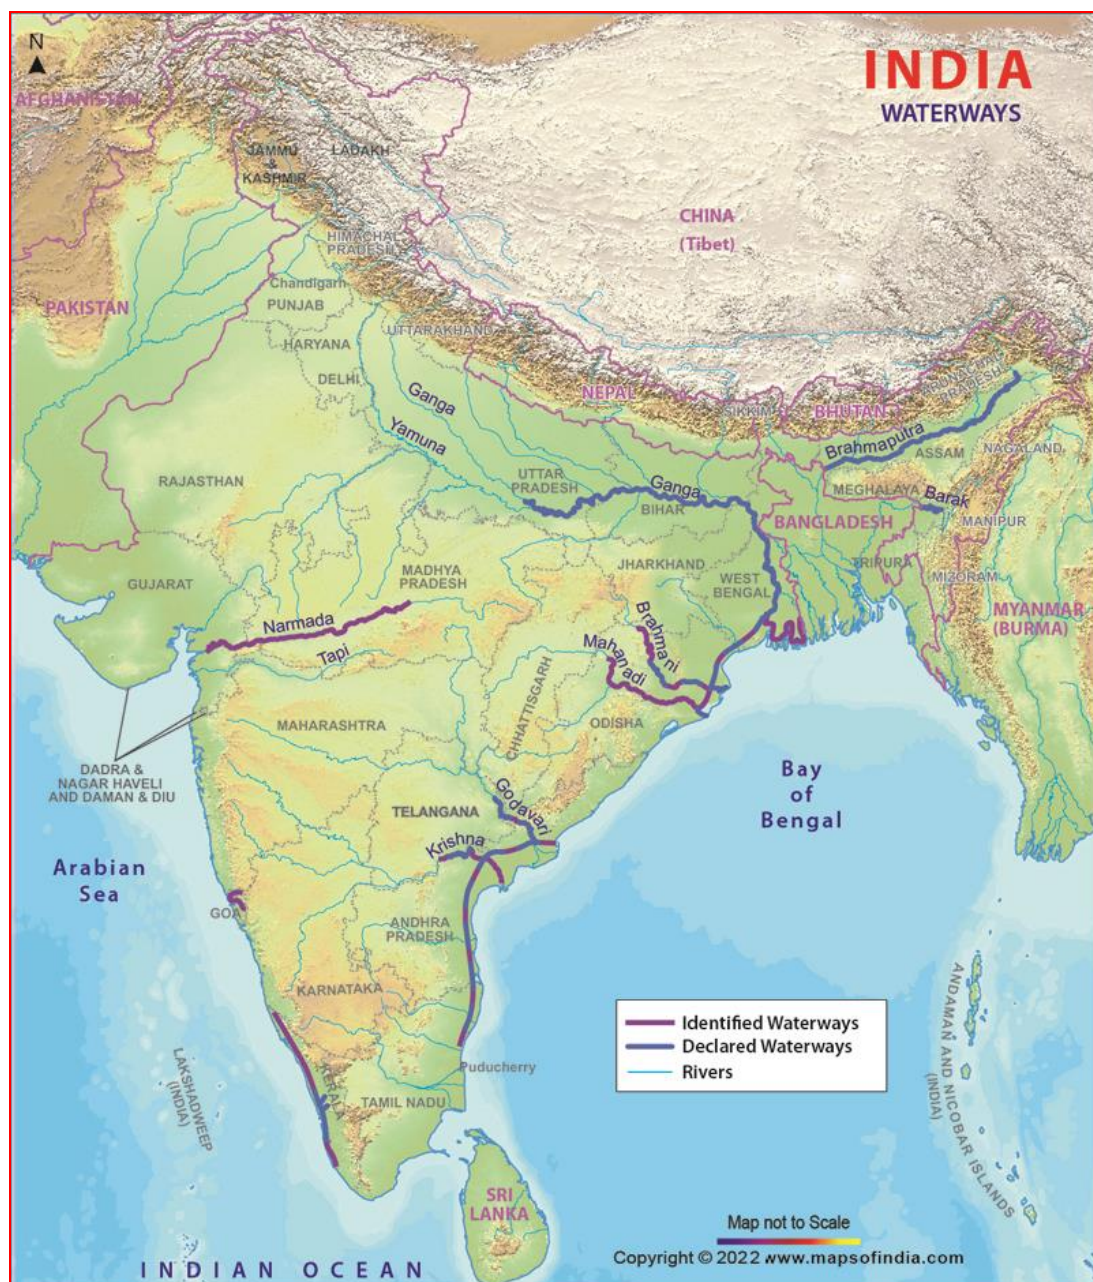 INDIA
WATERWAYS
N
AFGHANISTAN
JAMMU
&
KASHMIR
LADAKH
CHINA
(Tibet)
HIMACHAL
PRADESH
Chandigarh
PUNJAB
PAKISTAN
UTTARAKHAND
HARYANA
DELHI
NEPAL
SIKKIM
BHUTAN
ARUNACHAL
PRADESH
Ganga
Yamuna
Brahmaputra
ASSAM
NAGALAND
RAJASTHAN
UTTAR
PRADESH
Ganga
BIHAR
MEGHALAYA
Barak
BANGLADESH
MANIPUR
GUJARAT
MADHYA
PRADESH
JHARKHAND
WEST
BENGAL
TRIPURA
MIZORAM
MYANMAR
(BURMA)
Narmada
Tapi
Brahmani
Mahanadi
CHHATTISGARH
ODISHA
MAHARASHTRA
DADRA &
NAGAR HAVELI
AND DAMAN & DIU
Bay
of
Bengal
Godavari
TELANGANA
Krishna
Arabian
Sea
GOA
ANDHRA
PRADESH
KARNATAKA
ANDAMAN AND NICOBAR ISLANDS
(INDIA)
Identified Waterways
Declared Waterways
Rivers
Puducherry
LAKSHADWEEP
(INDIA)
KERALA
TAMIL NADU
SRI
LANKA
Map not to Scale
Copyright © 2022 www.mapsofindia.com
INDIAN OCEAN